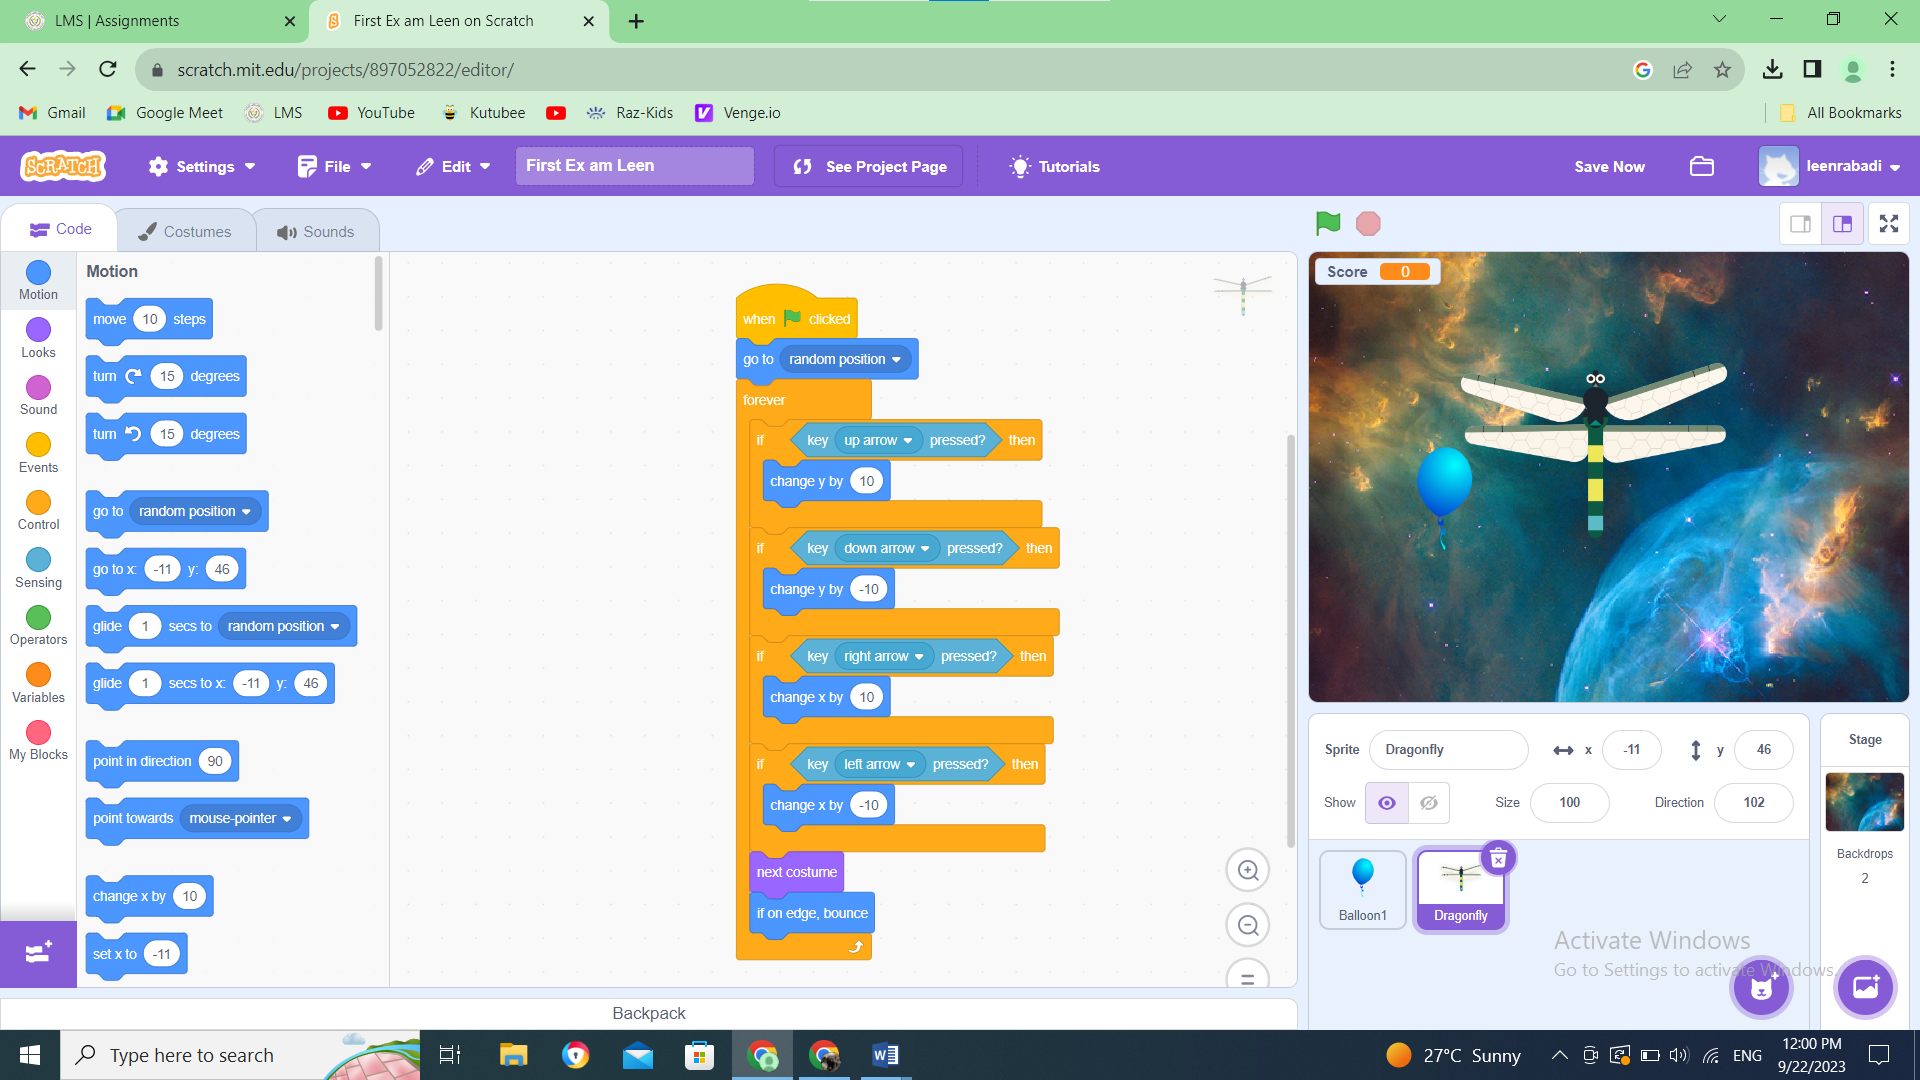 LMS | Assignments
First Ex am Leen on Scratch
scratch.mit.edu/projects/897052822/editor/
Gmail
Google Meet
LMS
YouTube
Kutubee
Raz-Kids
Venge.io
All Bookmarks
SCRATCH
Settings
File
Edit
First Ex am Leen
See Project Page
Tutorials
Save Now
leenrabadi
Code
Costumes
Sounds
Motion
Looks
Sound
Events
Control
Sensing
Operators
Variables
My Blocks
Motion
move 10 steps
turn 15 degrees
turn 15 degrees
go to random position
go to x: -11 y: 46
glide 1 secs to random position
glide 1 secs to x: -11 y: 46
point in direction 90
point towards mouse-pointer
change x by 10
set x to -11
when clicked
go to random position
forever
if key up arrow pressed? then
change y by 10
if key down arrow pressed? then
change y by -10
if key right arrow pressed? then
change x by 10
if key left arrow pressed? then
change x by -10
next costume
if on edge, bounce
Score 0
Sprite Dragonfly x -11 y 46
Show Size 100 Direction 102
Balloon1
Dragonfly
Stage
Backdrops
2
Activate Windows
Go to Settings to activate Windows.
Backpack
Type here to search
27°C Sunny
ENG
12:00 PM
9/22/2023